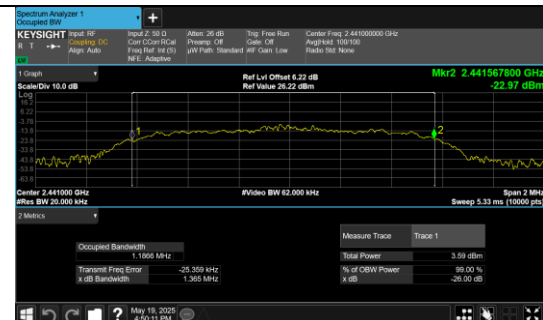 Spectrum Analyzer 1
Occupied BW
+
KEYSIGHT Input: RF Input Z: 50 Ω Atten: 26 dB Trig: Free Run Center Freq: 2.441000000 GHz
R T Coupling: DC Corr CCorr RCal Preamp: Off Gate: Off Avg|Hold: 100/100
Align: Auto Freq Ref: Int (S) µW Path: Standard #IF Gain: Low Radio Std: None
LXI NFE: Adaptive
1 Graph Ref Lvl Offset 6.22 dB Mkr2 2.441567800 GHz
Scale/Div 10.0 dB Ref Value 26.22 dBm -22.97 dBm
Log
16.2
6.22
-3.78
-13.8
-23.8
-33.8
-43.8
-53.8
-63.8
1
2
Center 2.441000 GHz #Video BW 62.000 kHz Span 2 MHz
#Res BW 20.000 kHz Sweep 5.33 ms (10000 pts)
2 Metrics
Measure Trace Trace 1
Occupied Bandwidth
1.1866 MHz Total Power 3.59 dBm
Transmit Freq Error -25.359 kHz % of OBW Power 99.00 %
x dB Bandwidth 1.365 MHz x dB -26.00 dB
? May 19, 2025
4:50:11 PM